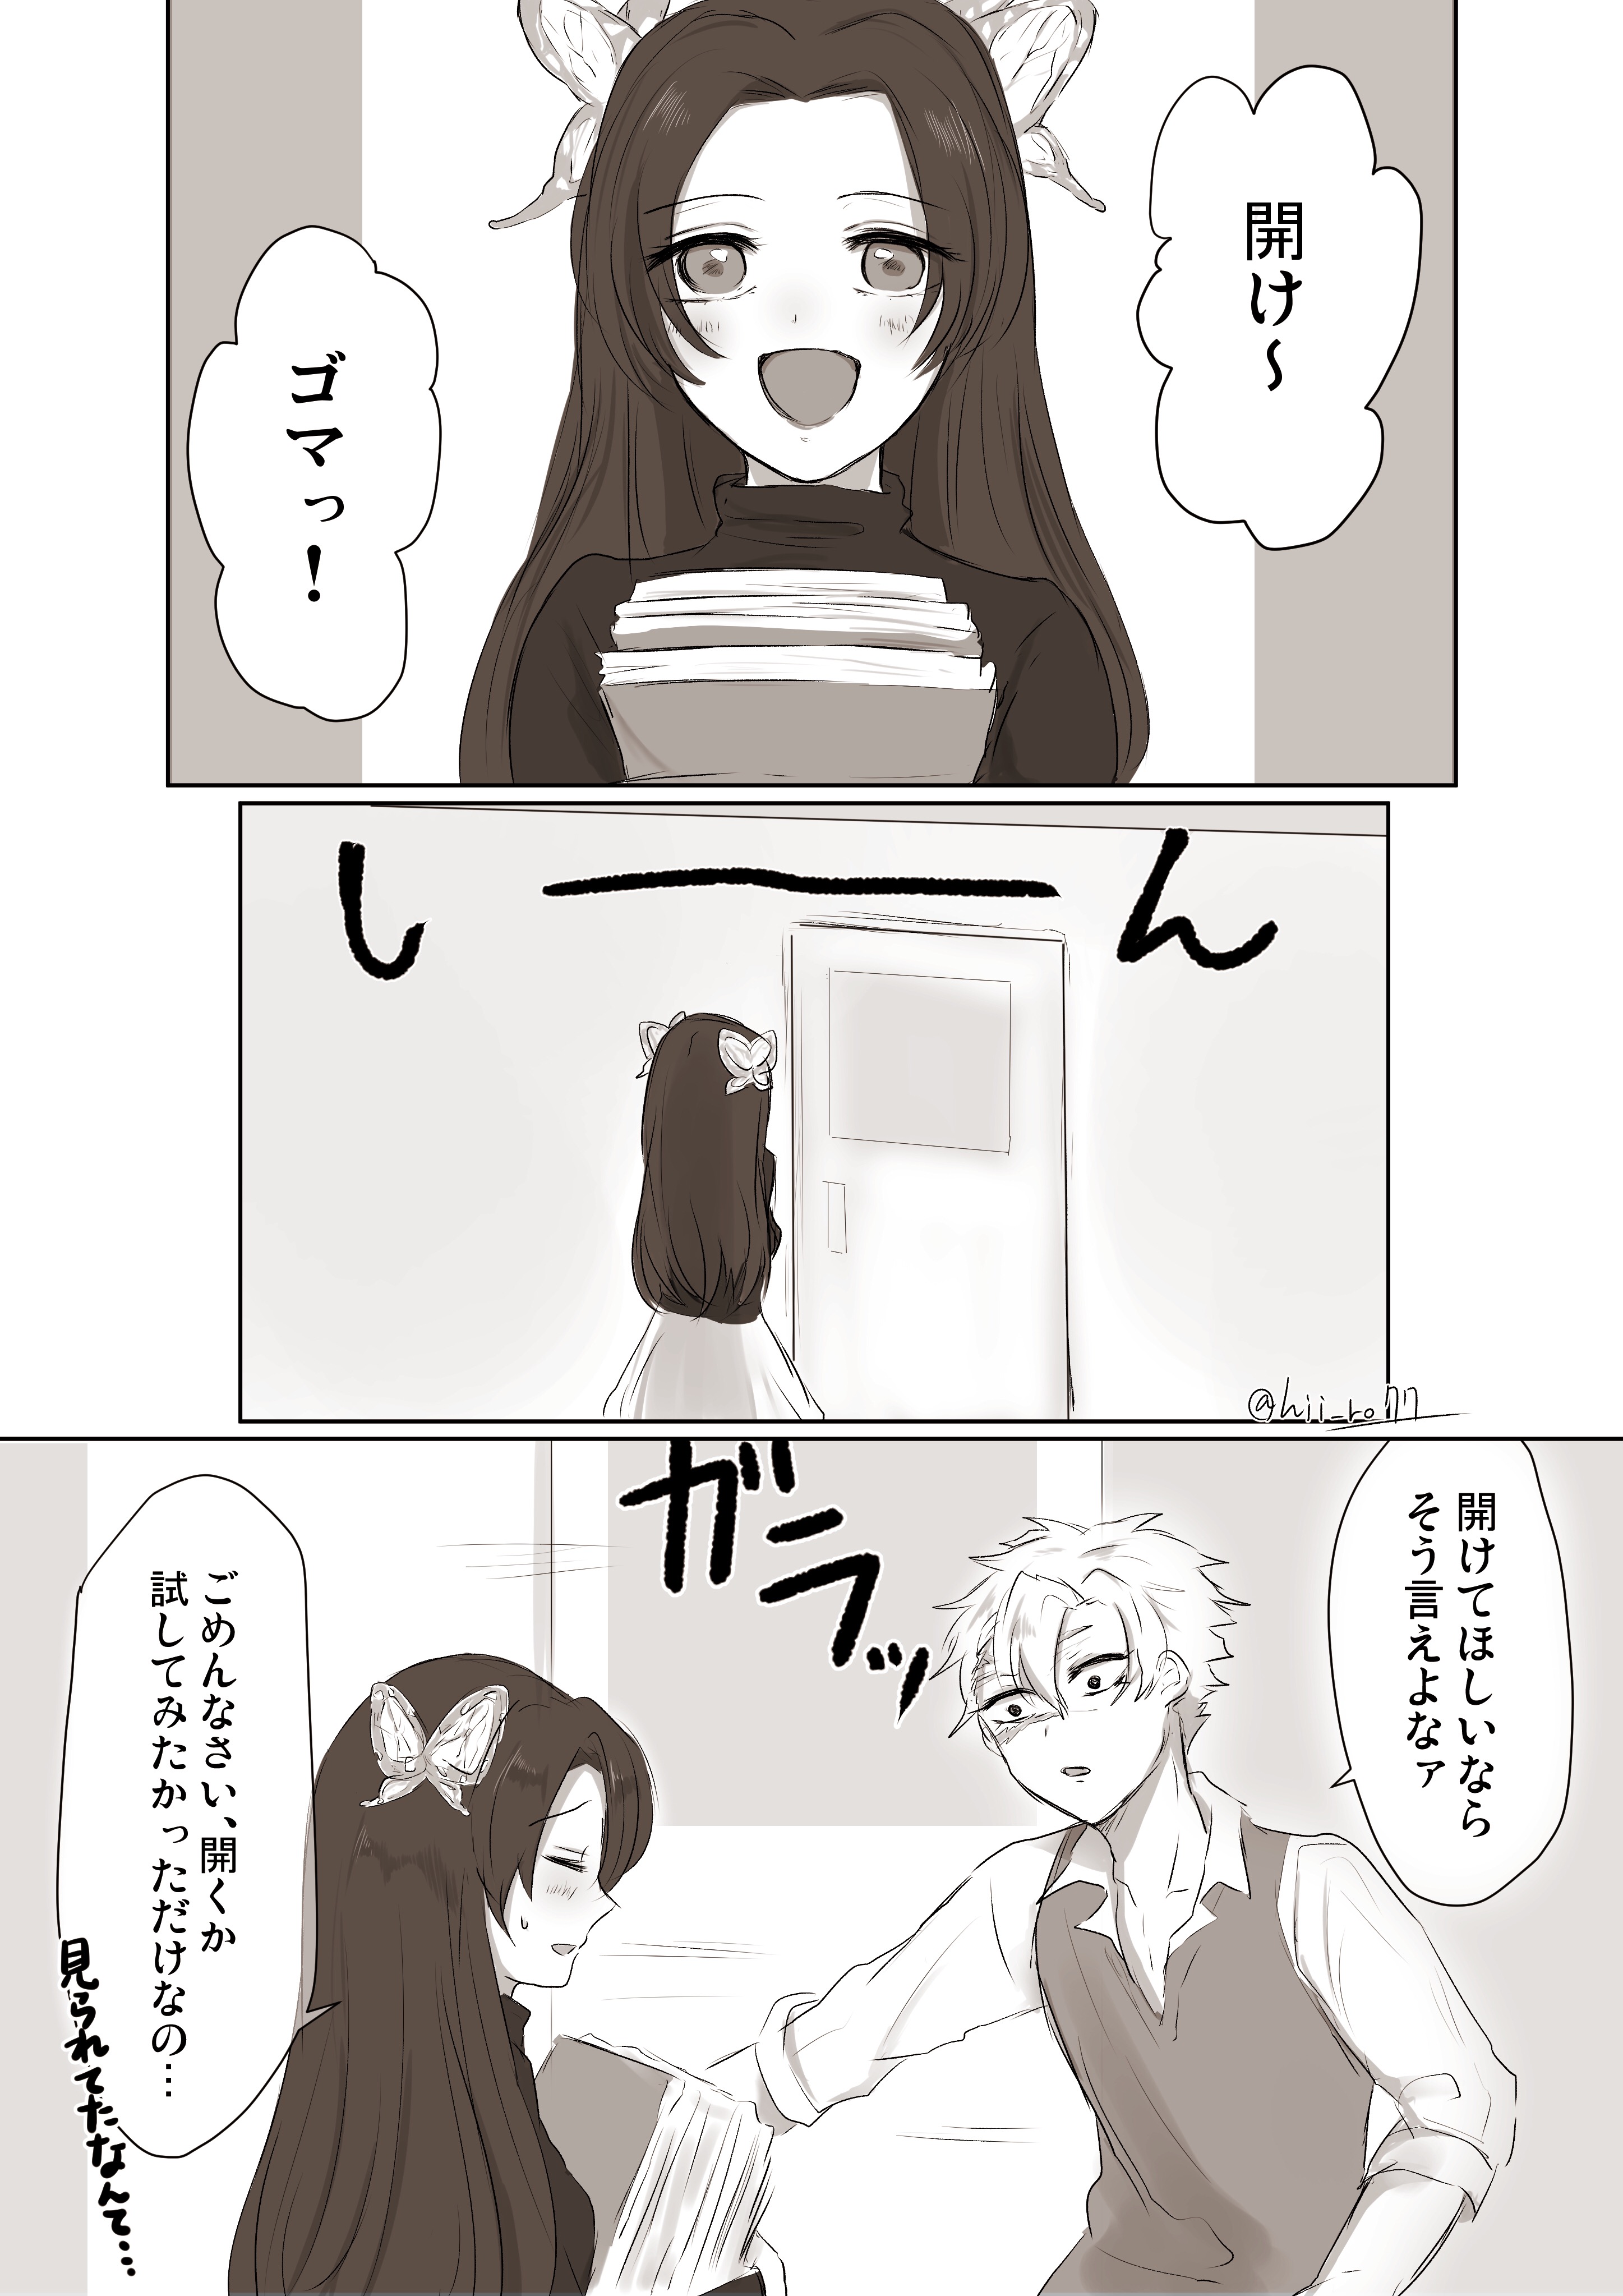 開け〜
ゴマっ！
しーーん
@hii_ro77
ガラッ
開けてほしいなら
そう言えよなァ
ごめんなさい、開くか
試してみたかっただけなの…
見られてたなんて…